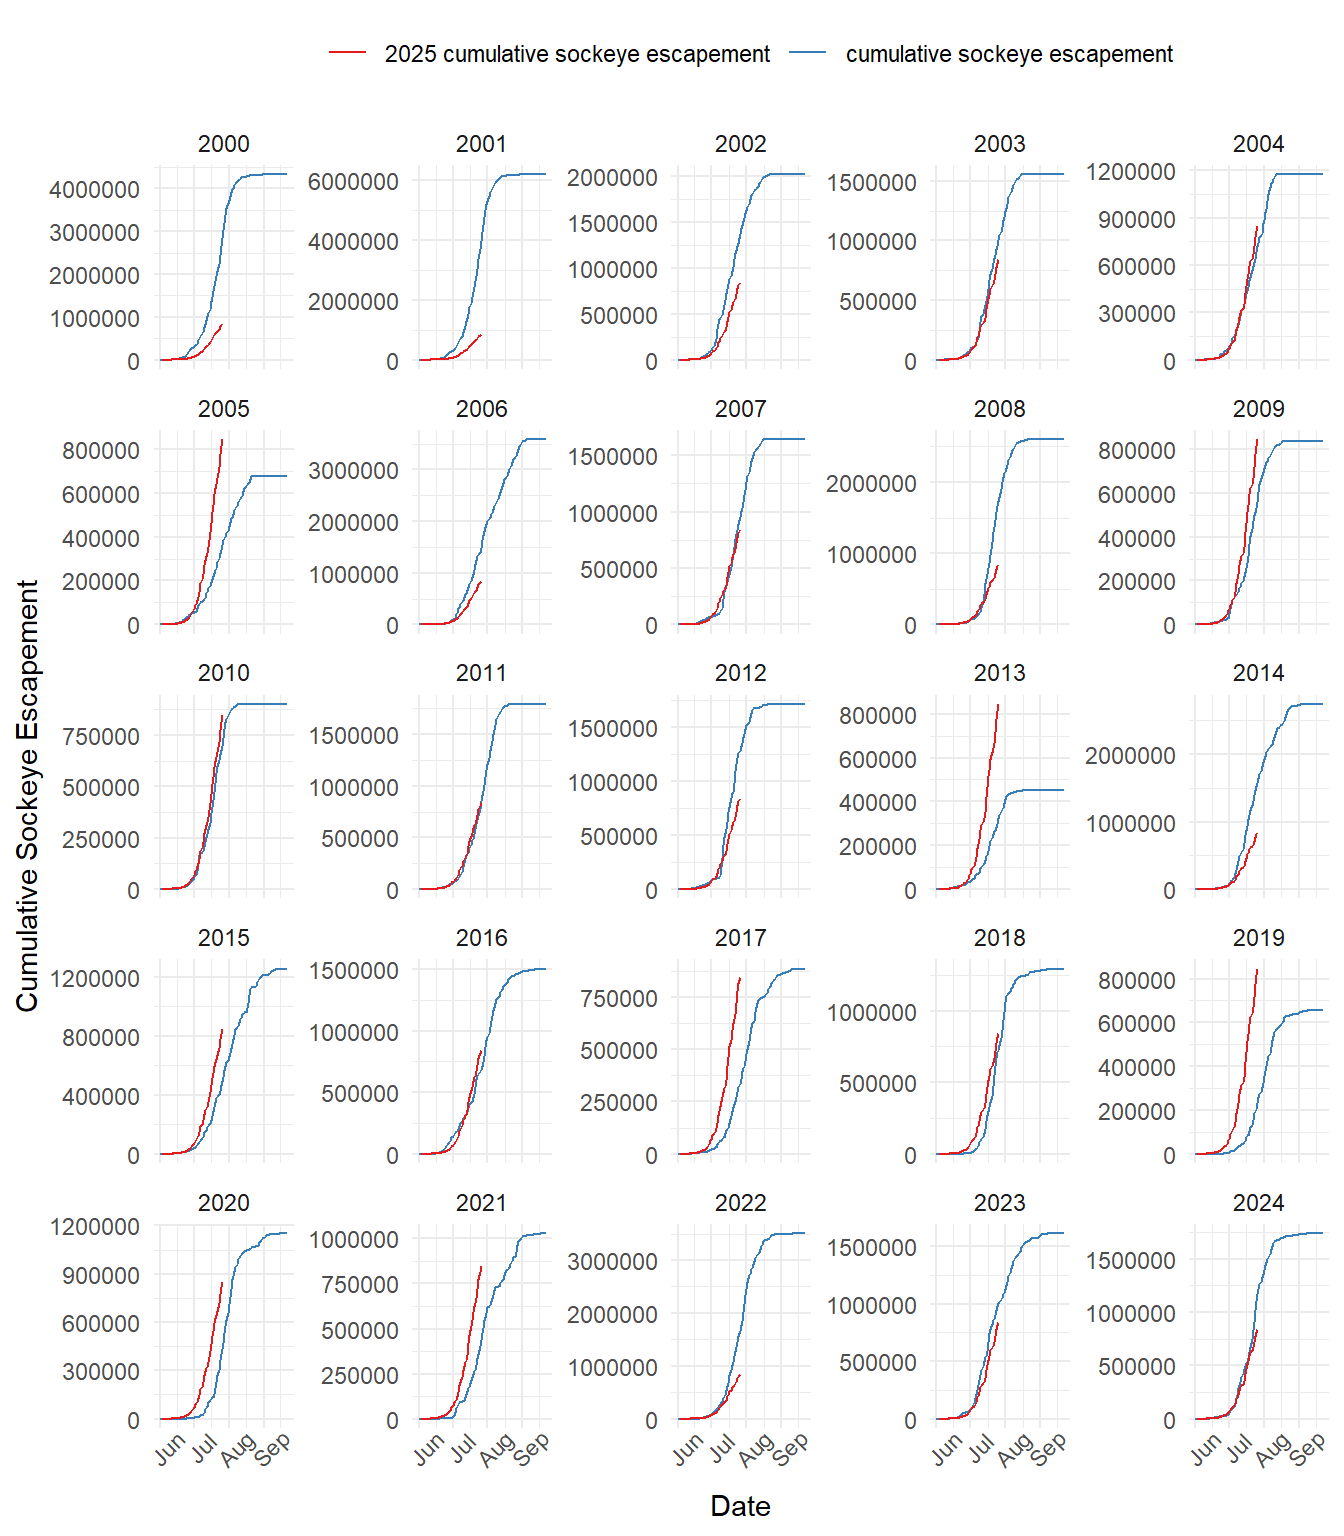 2025 cumulative sockeye escapement cumulative sockeye escapement
2000 2001 2002 2003 2004
4000000 3000000 2000000 1000000 0
6000000 4000000 2000000 0
2000000 1500000 1000000 500000 0
1500000 1000000 500000 0
1200000 900000 600000 300000 0
2005 2006 2007 2008 2009
800000 600000 400000 200000 0
3000000 2000000 1000000 0
1500000 1000000 500000 0
2000000 1000000 0
800000 600000 400000 200000 0
2010 2011 2012 2013 2014
750000 500000 250000 0
1500000 1000000 500000 0
1500000 1000000 500000 0
800000 600000 400000 200000 0
2000000 1000000 0
2015 2016 2017 2018 2019
1200000 800000 400000 0
1500000 1000000 500000 0
750000 500000 250000 0
1000000 500000 0
800000 600000 400000 200000 0
2020 2021 2022 2023 2024
1200000 900000 600000 300000 0
1000000 750000 500000 250000 0
3000000 2000000 1000000 0
1500000 1000000 500000 0
1500000 1000000 500000 0
Jun Jul Aug Sep Jun Jul Aug Sep Jun Jul Aug Sep Jun Jul Aug Sep Jun Jul Aug Sep
Date
Cumulative Sockeye Escapement